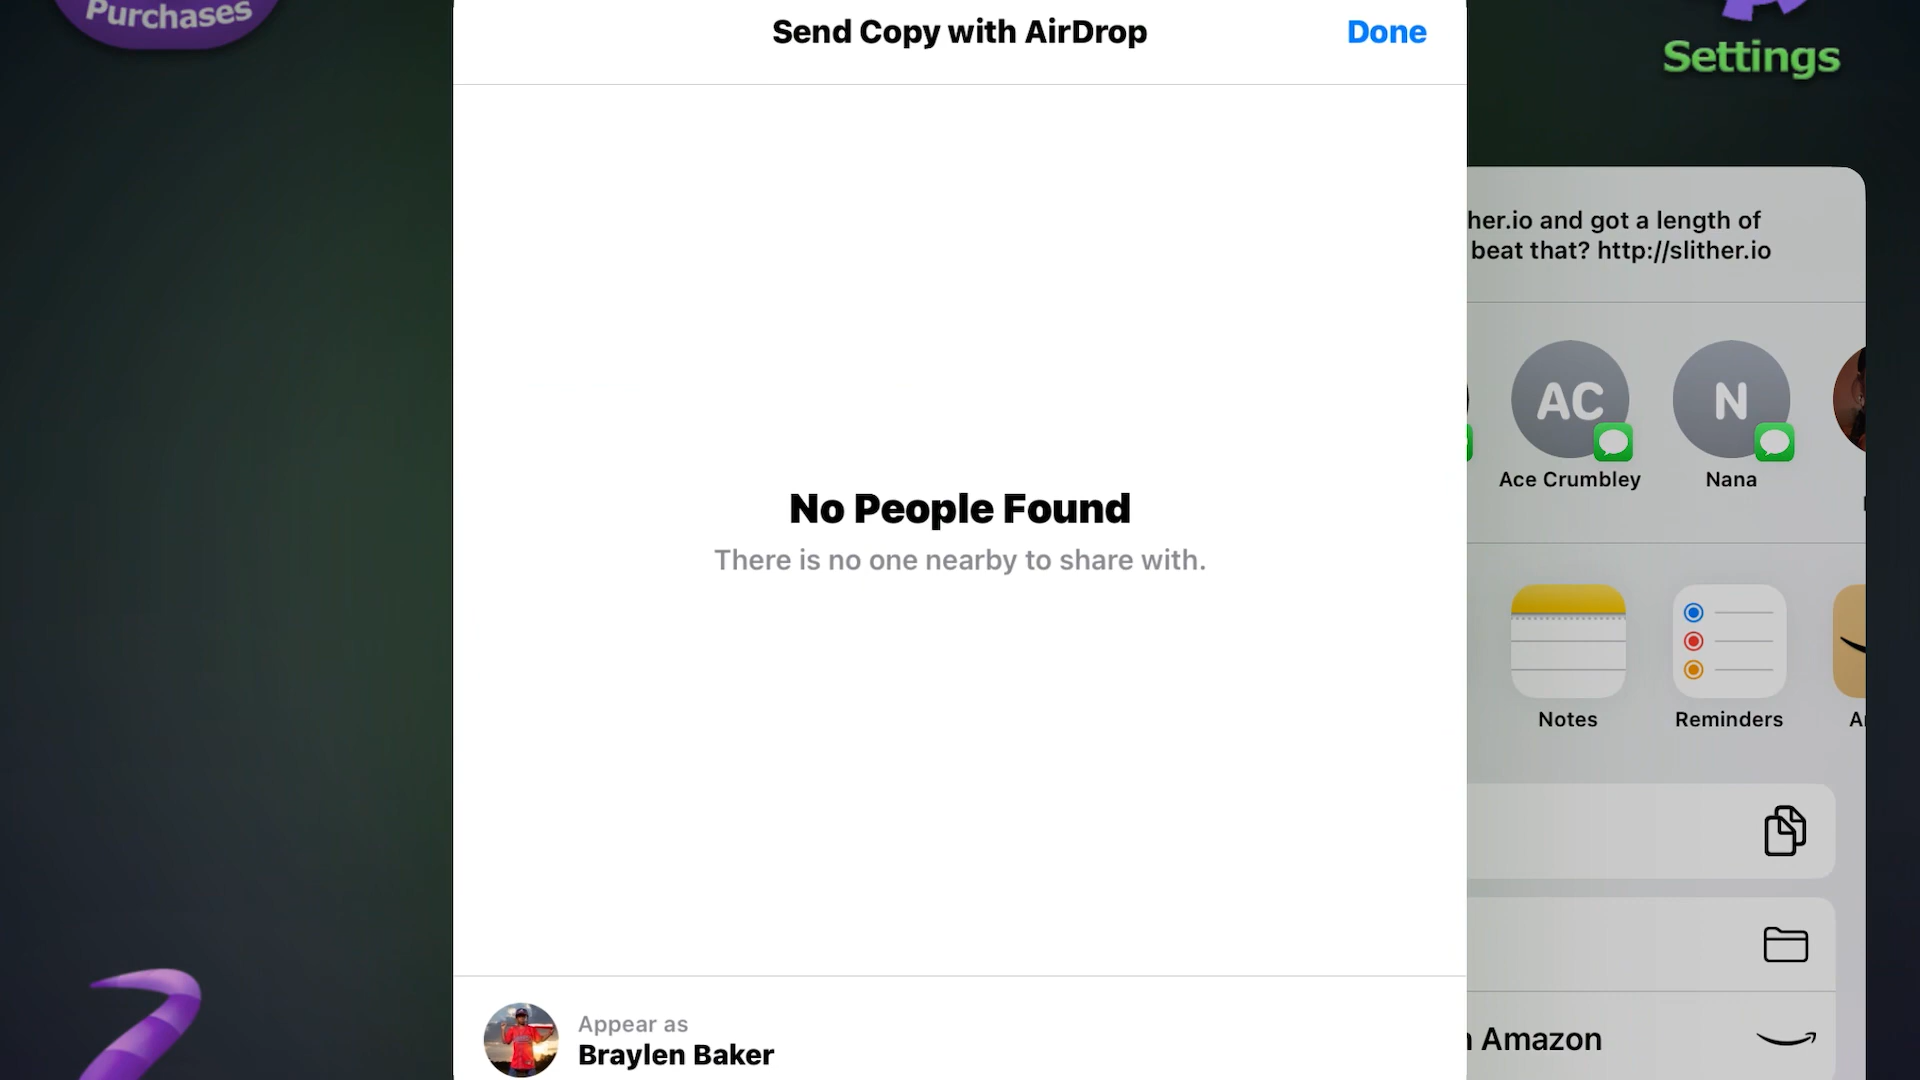 Purchases
Send Copy with AirDrop
Done
Settings
her.io and got a length of
beat that? http://slither.io
AC
N
Ace Crumbley
Nana
No People Found
There is no one nearby to share with.
Notes
Reminders
Appear as
Braylen Baker
Amazon